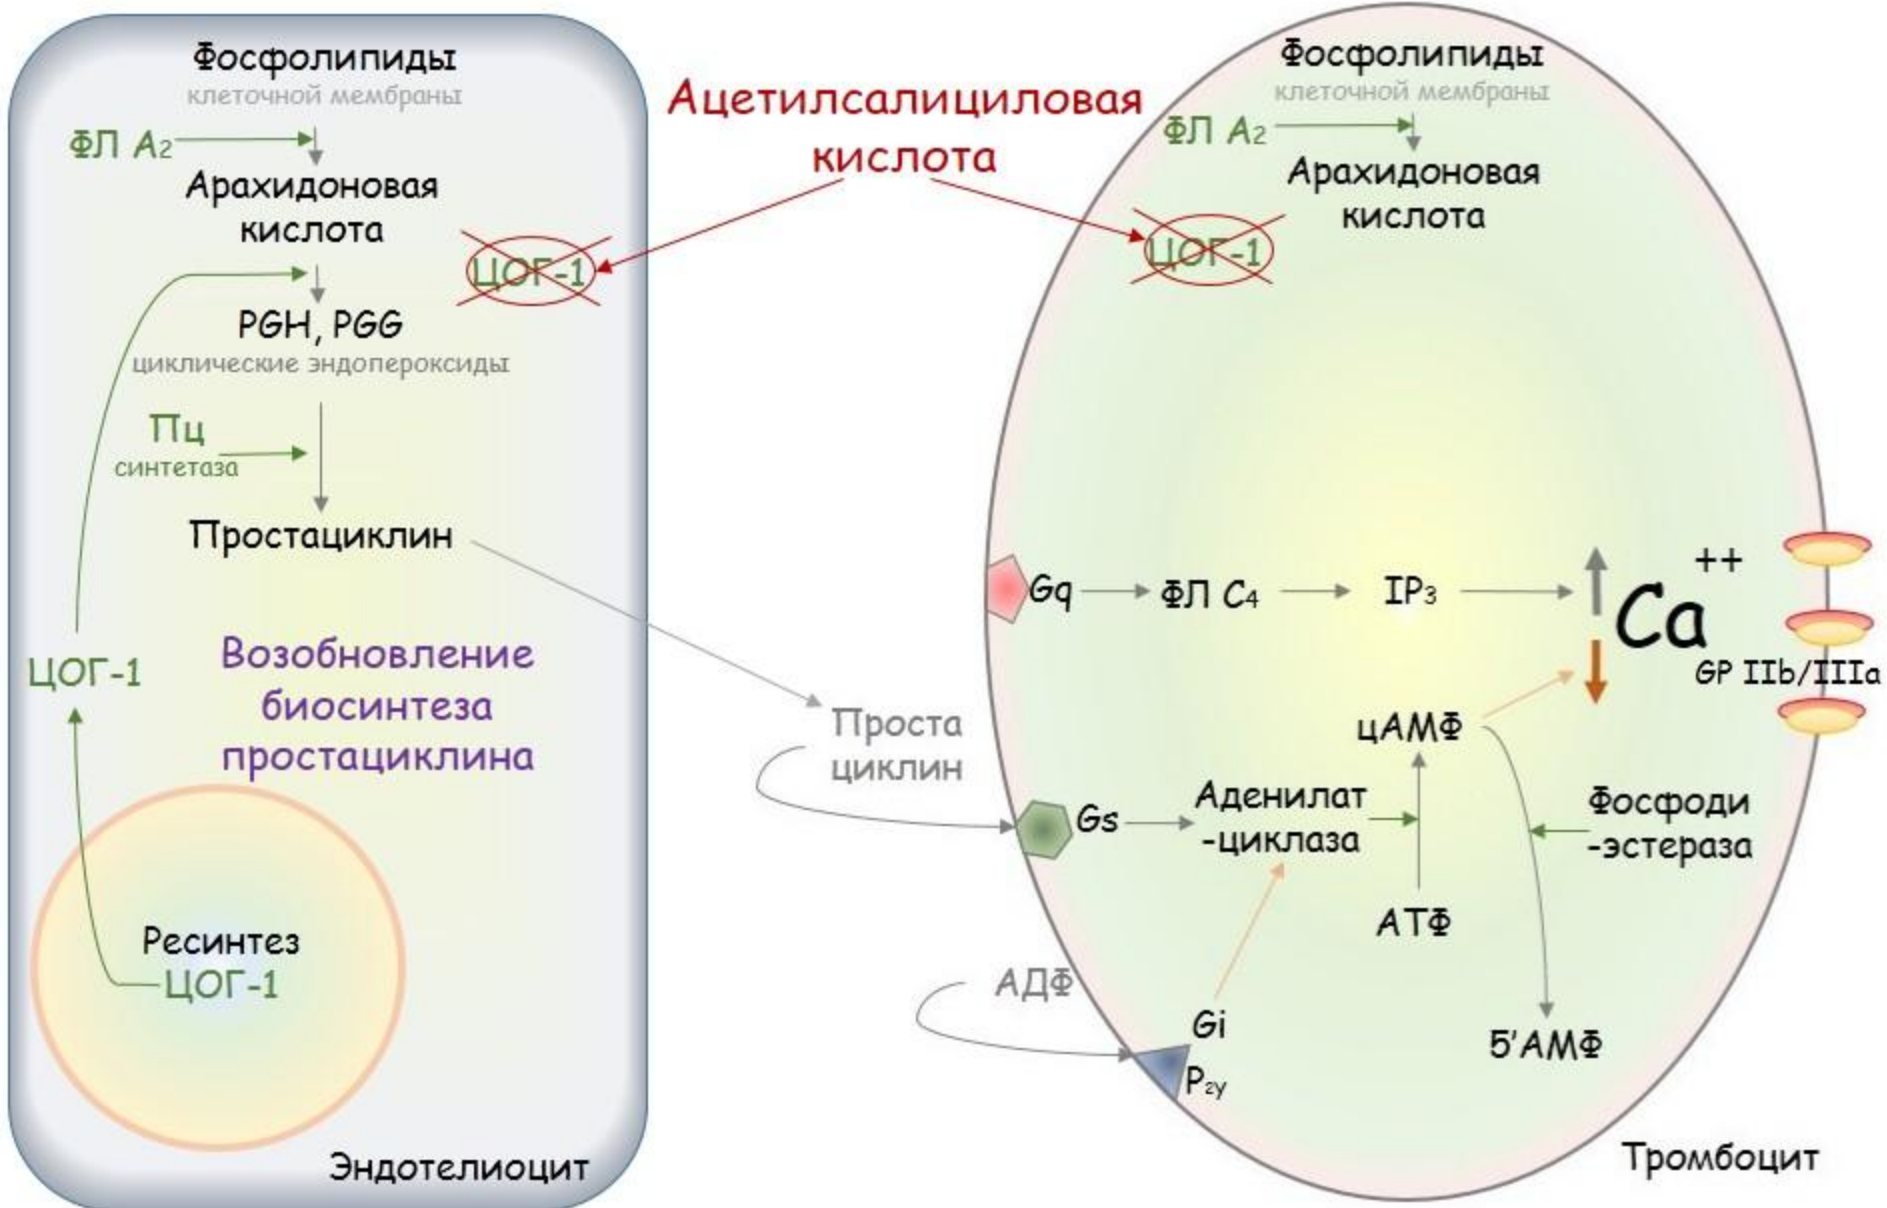 Фосфолипиды
клеточной мембраны
ФЛ А₂
Арахидоновая
кислота
ЦОГ-1
PGH, PGG
циклические эндопероксиды
Пц
синтетаза
Простациклин
ЦОГ-1
Возобновление
биосинтеза
простациклина
Ресинтез
ЦОГ-1
Эндотелиоцит
Ацетилсалициловая
кислота
Проста
циклин
АДФ
Фосфолипиды
клеточной мембраны
ФЛ А₂
Арахидоновая
кислота
ЦОГ-1
Gq
ФЛ С₄
IP₃
Ca⁺⁺
GP IIb/IIIa
цАМФ
Gs
Аденилат
-циклаза
Фосфоди
-эстераза
АТФ
Gi
P₂y
5'АМФ
Тромбоцит